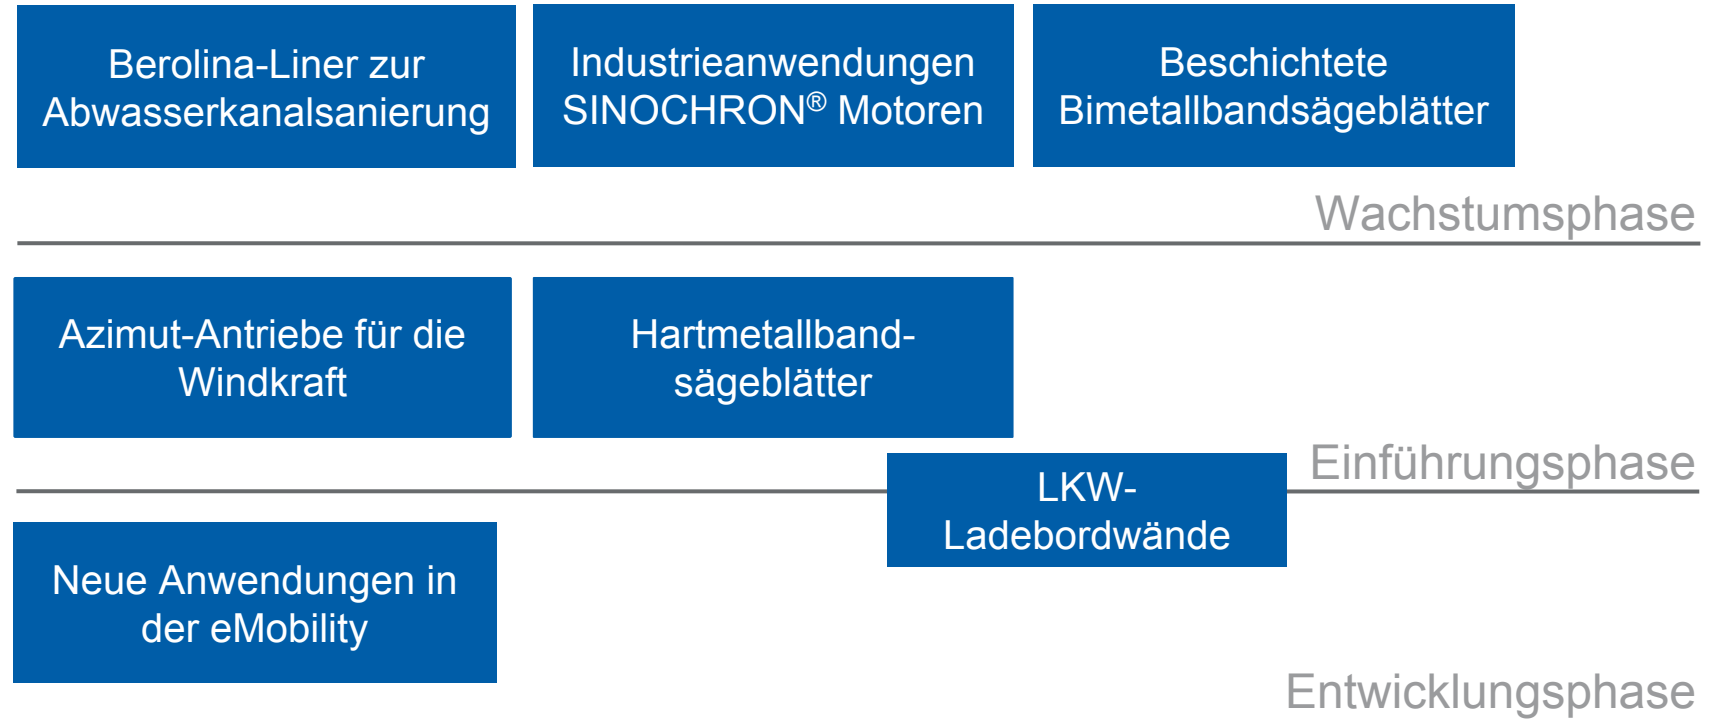 Berolina-Liner zur
Abwasserkanalsanierung
Industrieanwendungen
SINOCHRON® Motoren
Beschichtete
Bimetallbandsägeblätter
Wachstumsphase
Azimut-Antriebe für die
Windkraft
Hartmetallband-
sägeblätter
Einführungsphase
LKW-
Ladebordwände
Neue Anwendungen in
der eMobility
Entwicklungsphase